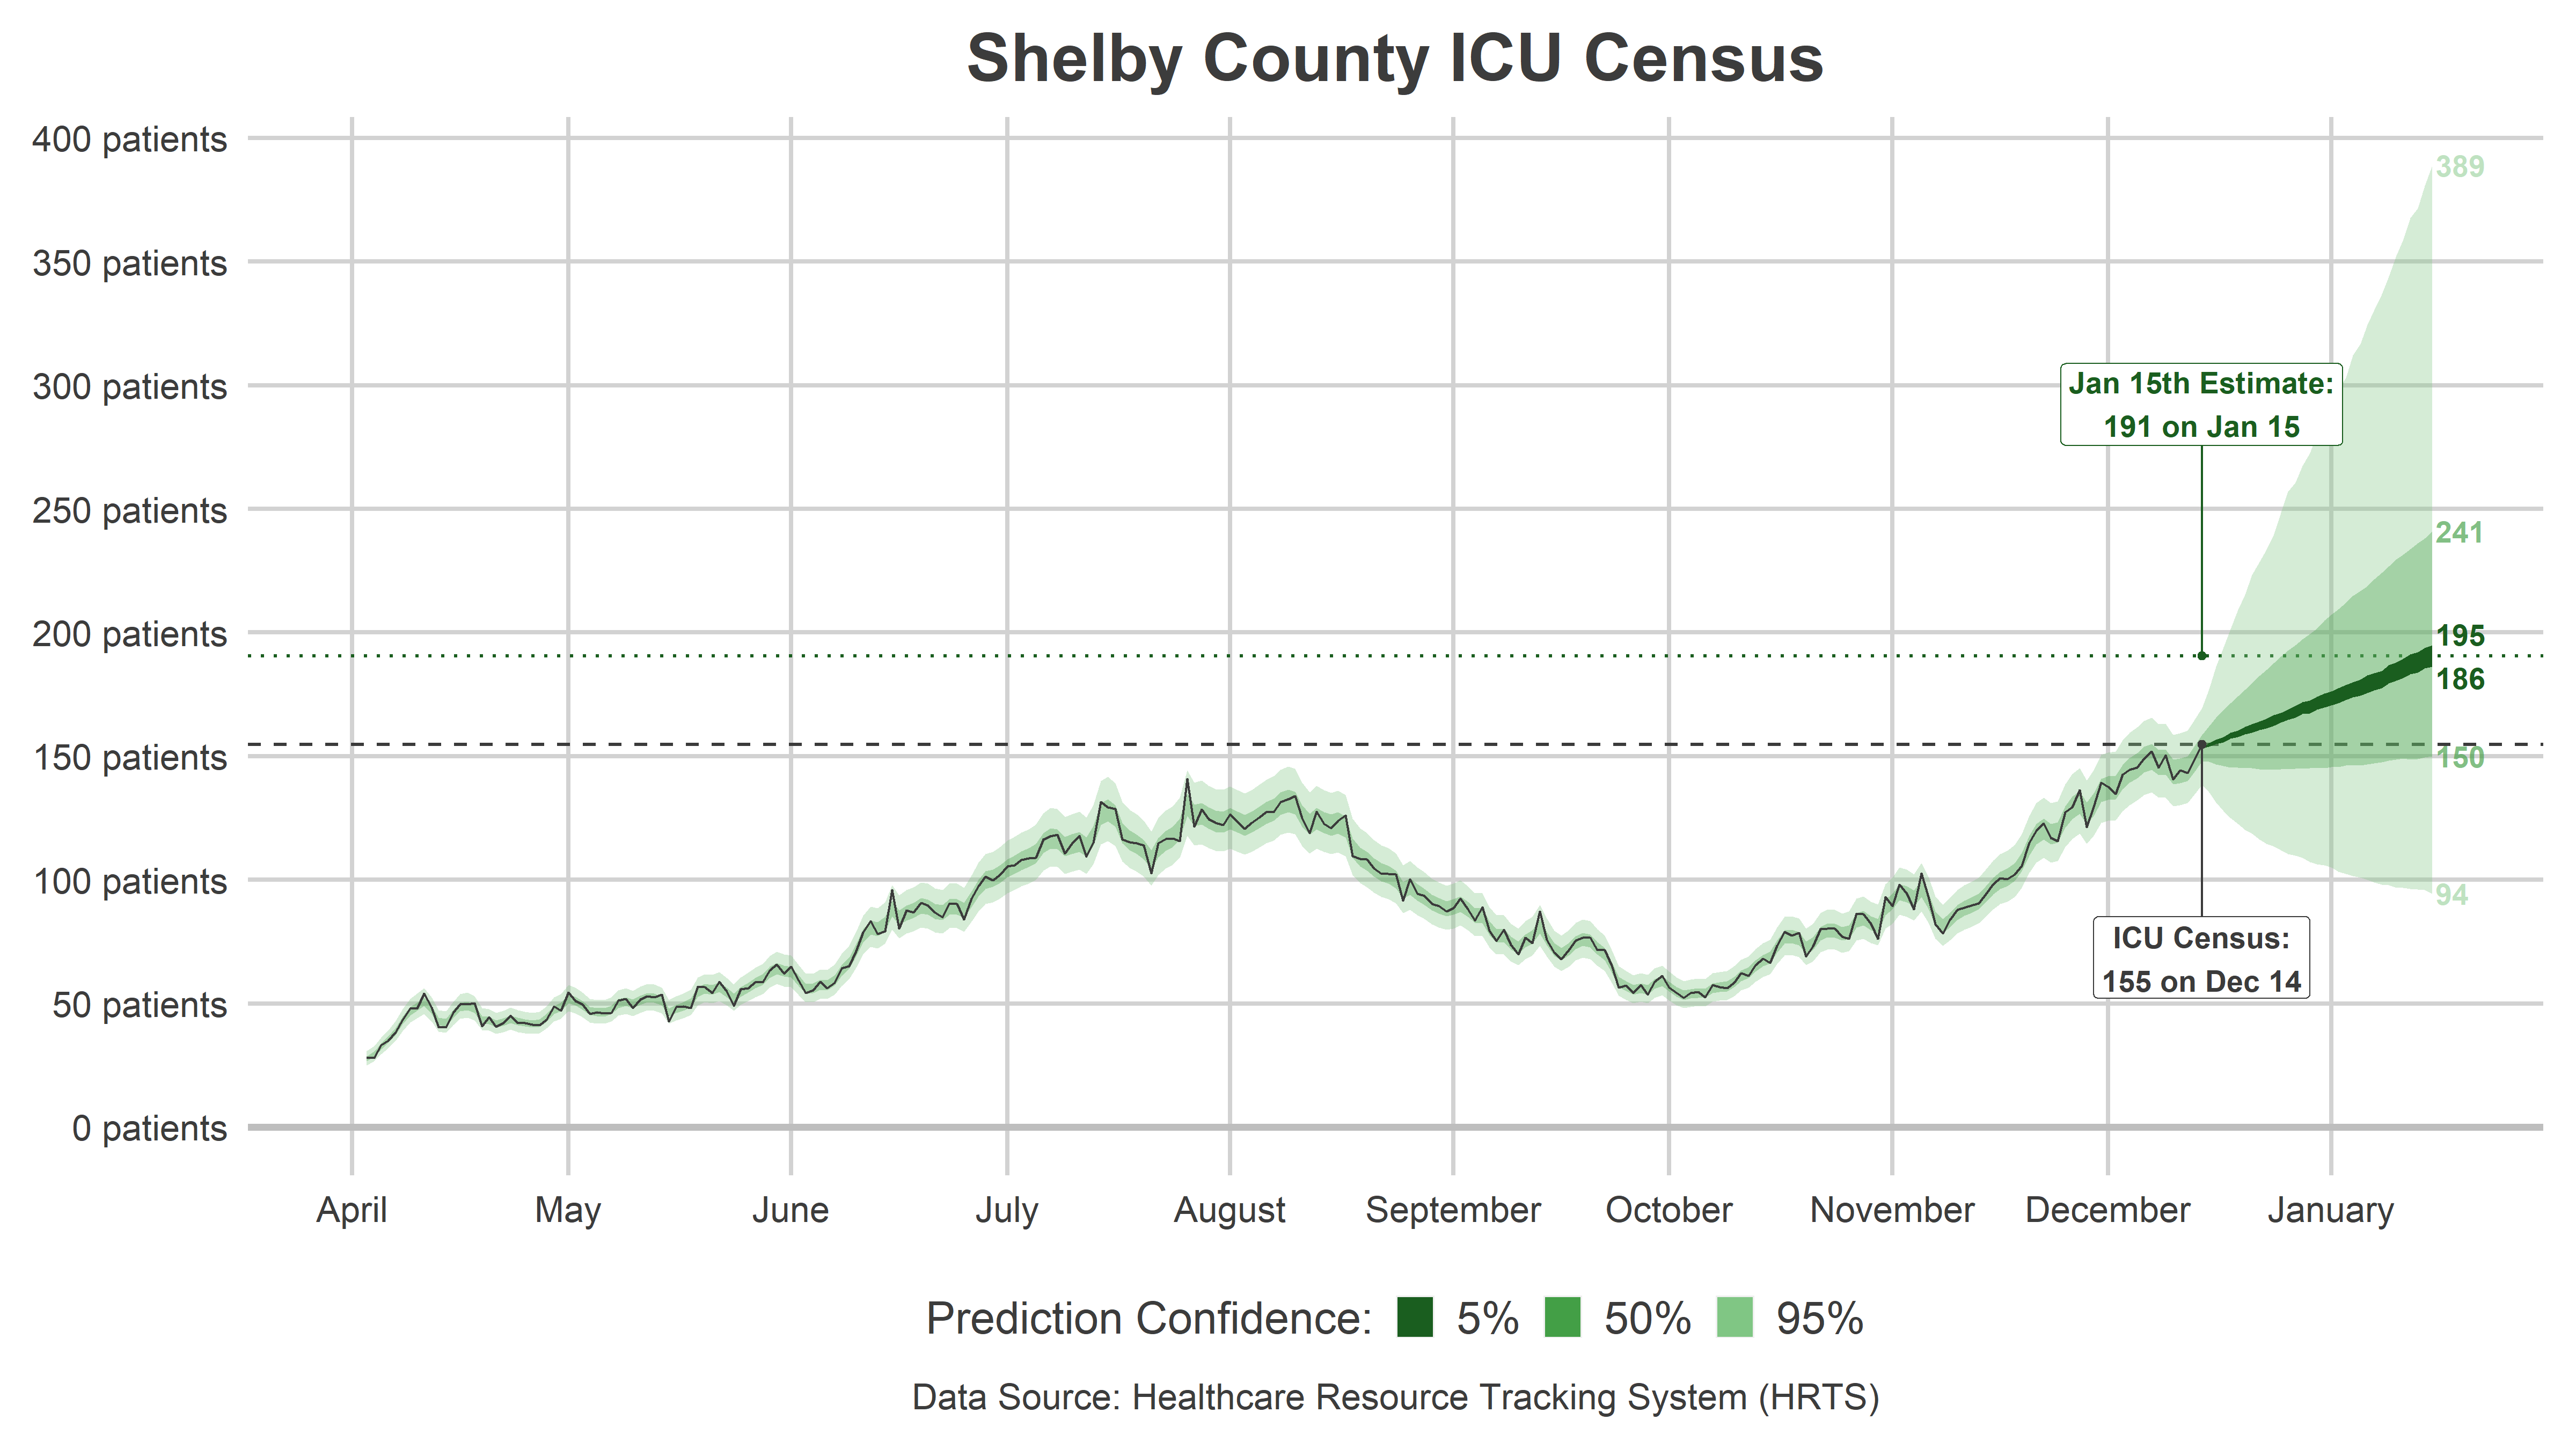 Shelby County ICU Census
400 patients
350 patients
300 patients
250 patients
200 patients
150 patients
100 patients
50 patients
0 patients
389
241
195
186
150
94
Jan 15th Estimate:
191 on Jan 15
ICU Census:
155 on Dec 14
April May June July August September October November December January
Prediction Confidence: 5% 50% 95%
Data Source: Healthcare Resource Tracking System (HRTS)